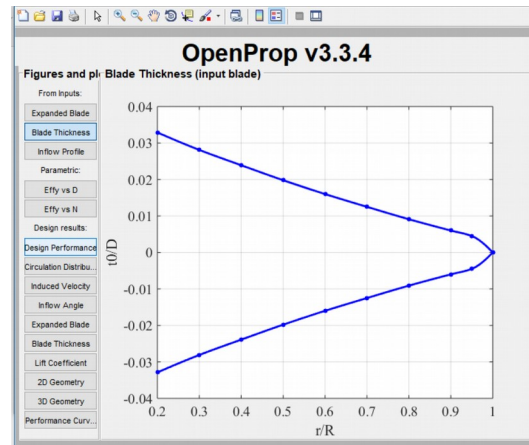 OpenProp v3.3.4
Figures and pl
Blade Thickness (input blade)
From Inputs:
Expanded Blade
Blade Thickness
Inflow Profile
Parametric:
Effy vs D
Effy vs N
Design results:
Design Performance
Circulation Distribu...
Induced Velocity
Inflow Angle
Expanded Blade
Blade Thickness
Lift Coefficient
2D Geometry
3D Geometry
Performance Curv...
t0/D
0.04
0.03
0.02
0.01
0
-0.01
-0.02
-0.03
-0.04
0.2 0.3 0.4 0.5 0.6 0.7 0.8 0.9 1
r/R